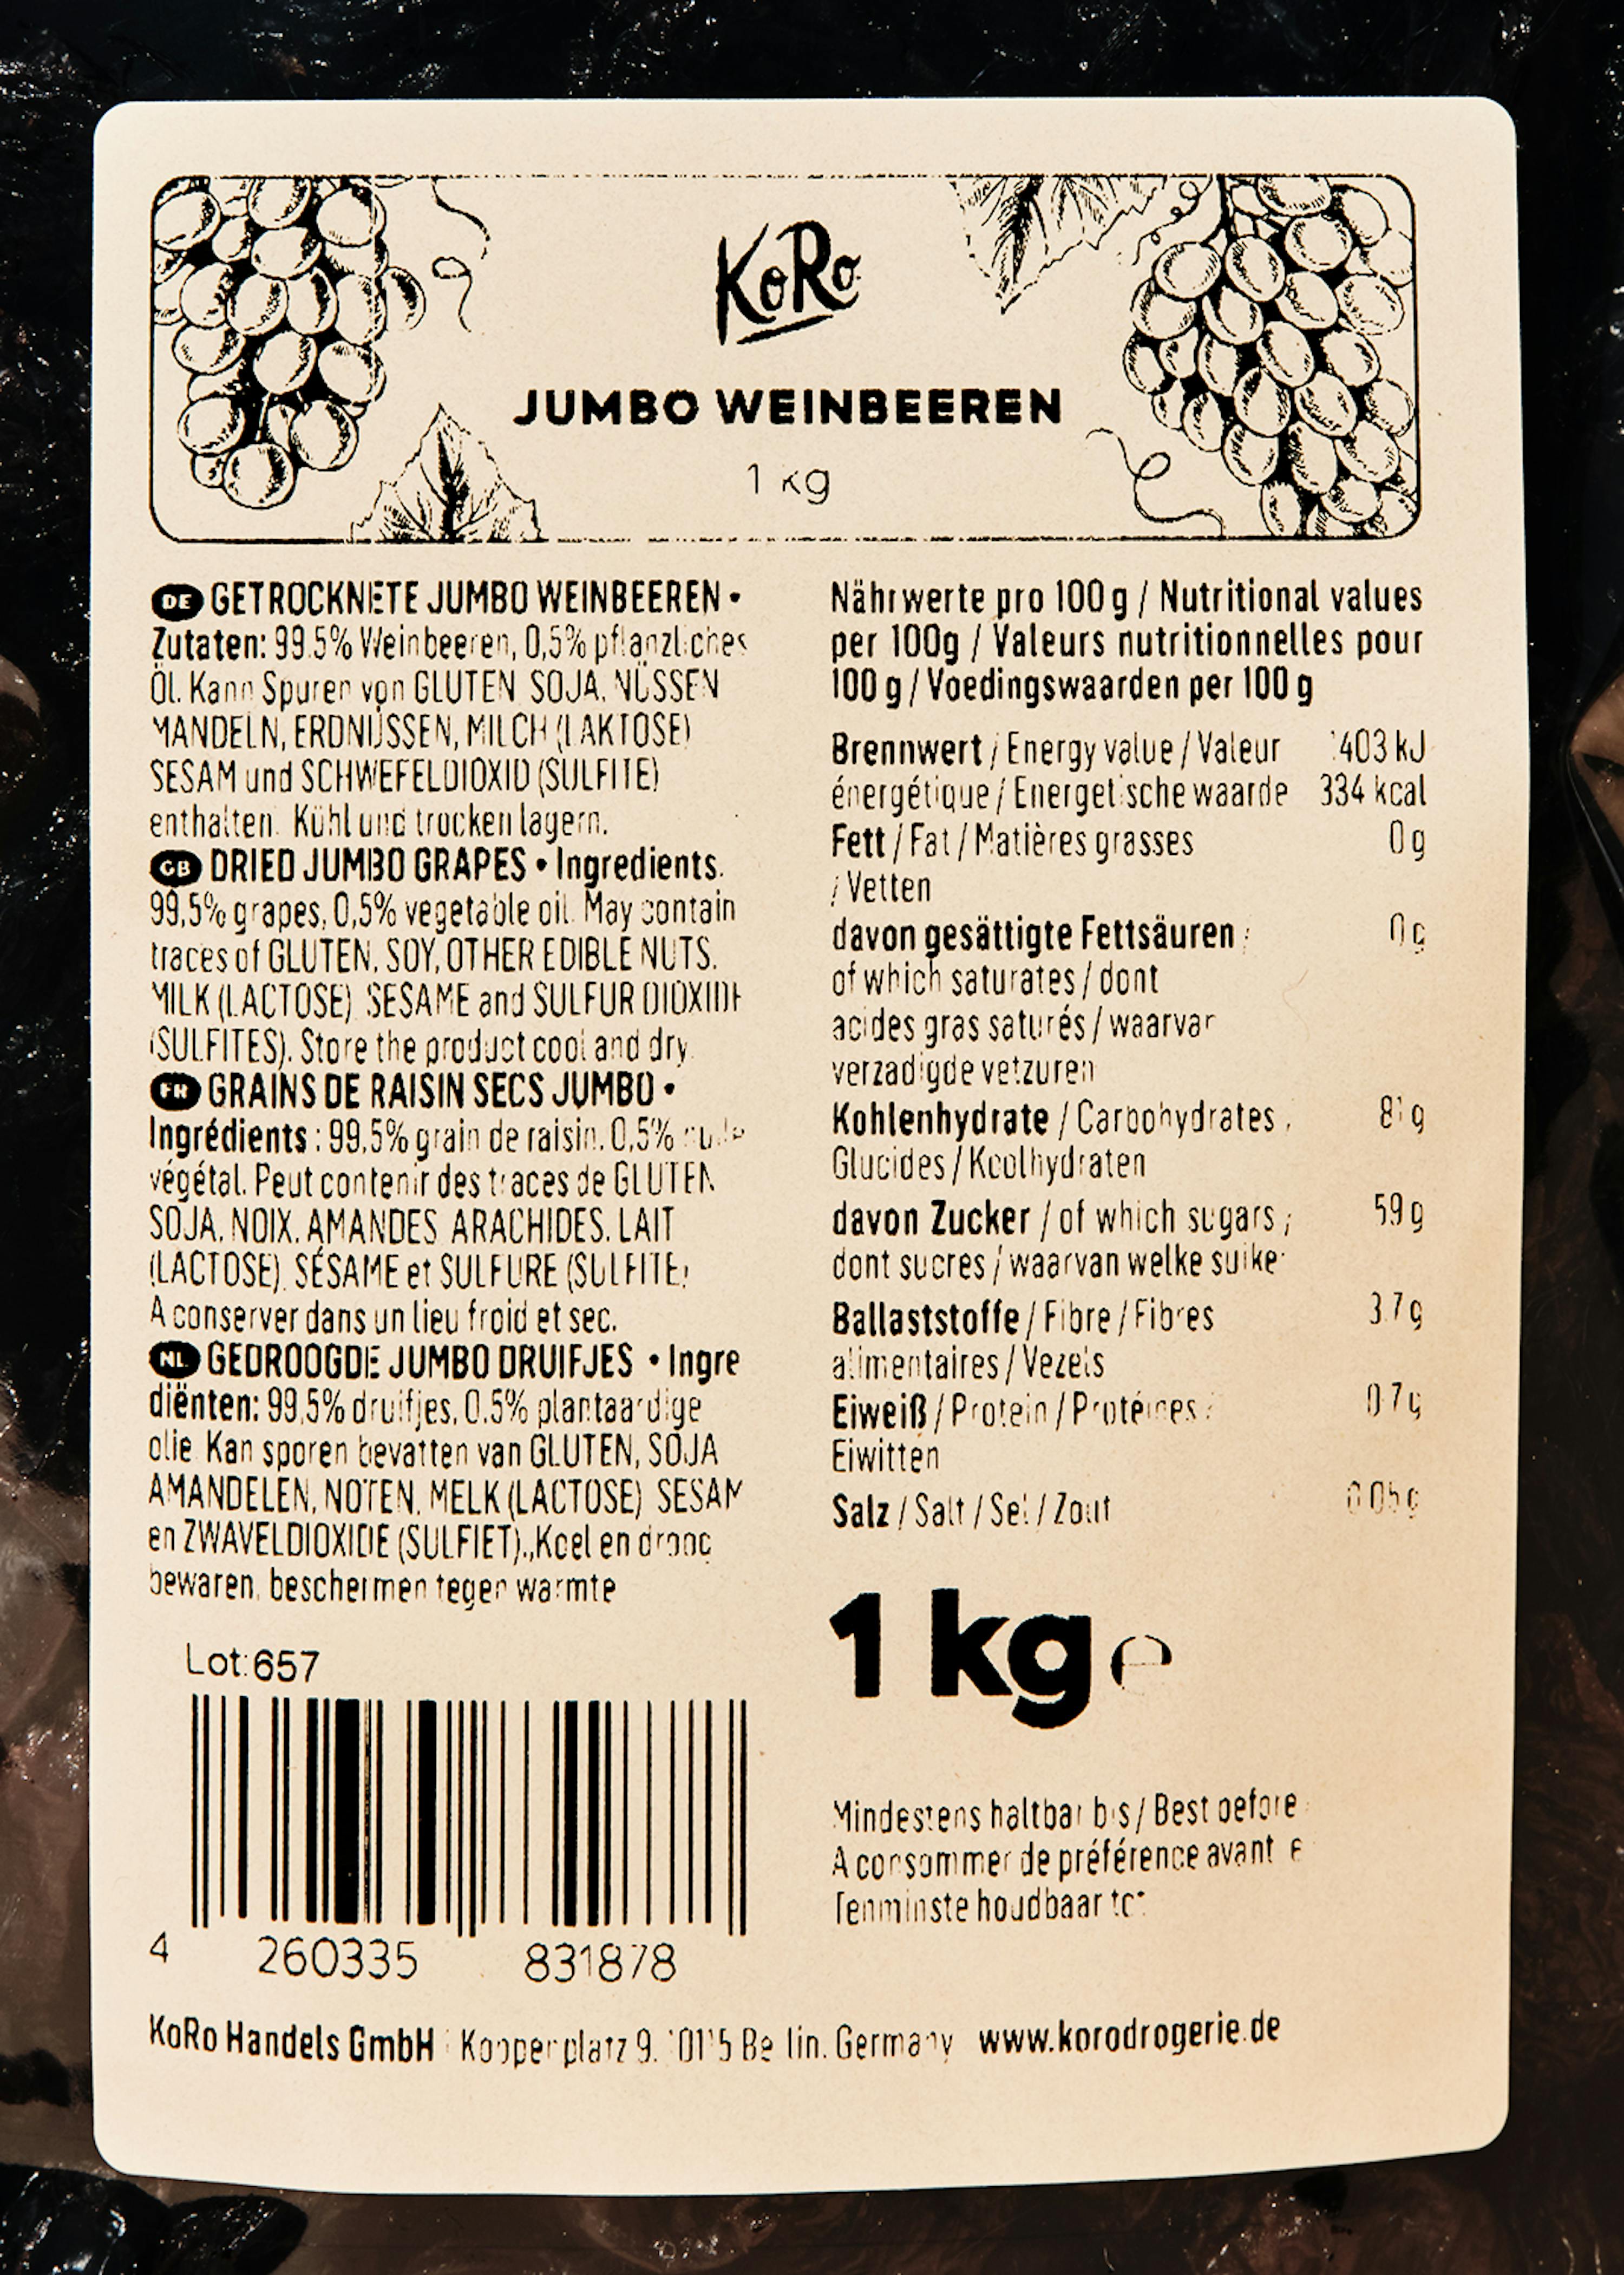 KoRo
JUMBO WEINBEEREN
1 kg
DE GETROCKNETE JUMBO WEINBEEREN •
Zutaten: 99.5% Weinbeeren, 0,5% pflanzliches
Öl. Kann Spuren von GLUTEN, SOJA, NÜSSEN
MANDELN, ERDNÜSSEN, MILCH (LAKTOSE)
SESAM und SCHWEFELDIOXID (SULFITE)
enthalten. Kühl und trocken lagern.
GB DRIED JUMBO GRAPES • Ingredients.
99,5% grapes, 0,5% vegetable oil. May contain
traces of GLUTEN, SOY, OTHER EDIBLE NUTS,
MILK (LACTOSE) SESAME and SULFUR DIOXIDE
(SULFITES). Store the product cool and dry.
FR GRAINS DE RAISIN SECS JUMBO •
Ingrédients : 99,5% grain de raisin, 0,5%
végétal. Peut contenir des traces de GLUTEN
SOJA, NOIX, AMANDES ARACHIDES, LAIT
(LACTOSE), SÉSAME et SULFURE (SULFITE)
A conserver dans un lieu froid et sec.
NL GEDROOGDE JUMBO DRUIFJES • Ingre
diënten: 99,5% druifjes, 0.5% plantaardige
olie. Kan sporen bevatten van GLUTEN, SOJA
AMANDELEN, NOTEN, MELK (LACTOSE) SESAM
en ZWAVELDIOXIDE (SULFIET).,Koel en droog
bewaren, beschermen tegen warmte
Lot:657
4 260335 831878
Nährwerte pro 100 g / Nutritional values
per 100g / Valeurs nutritionnelles pour
100 g / Voedingswaarden per 100 g
Brennwert / Energy value / Valeur 1403 kJ
énergétique / Energetische waarde 334 kcal
Fett / Fat / Matières grasses 0 g
/ Vetten
davon gesättigte Fettsäuren / 0 g
of which saturates / dont
acides gras saturés / waarvan
verzadigde vetzuren
Kohlenhydrate / Carbohydrates / 81 g
Glucides / Koolhydraten
davon Zucker / of which sugars / 59 g
dont sucres / waarvan welke suiker
Ballaststoffe / Fibre / Fibres 3.7 g
alimentaires / Vezels
Eiweiß / Protein / Protéines / 0.7 g
Eiwitten
Salz / Salt / Sel / Zout 0.05 g
1 kg e
Mindestens haltbar bis / Best before
A consommer de préférence avant
Tenminste houdbaar tot
KoRo Handels GmbH Koppenplatz 9, 10115 Berlin, Germany www.korodrogerie.de